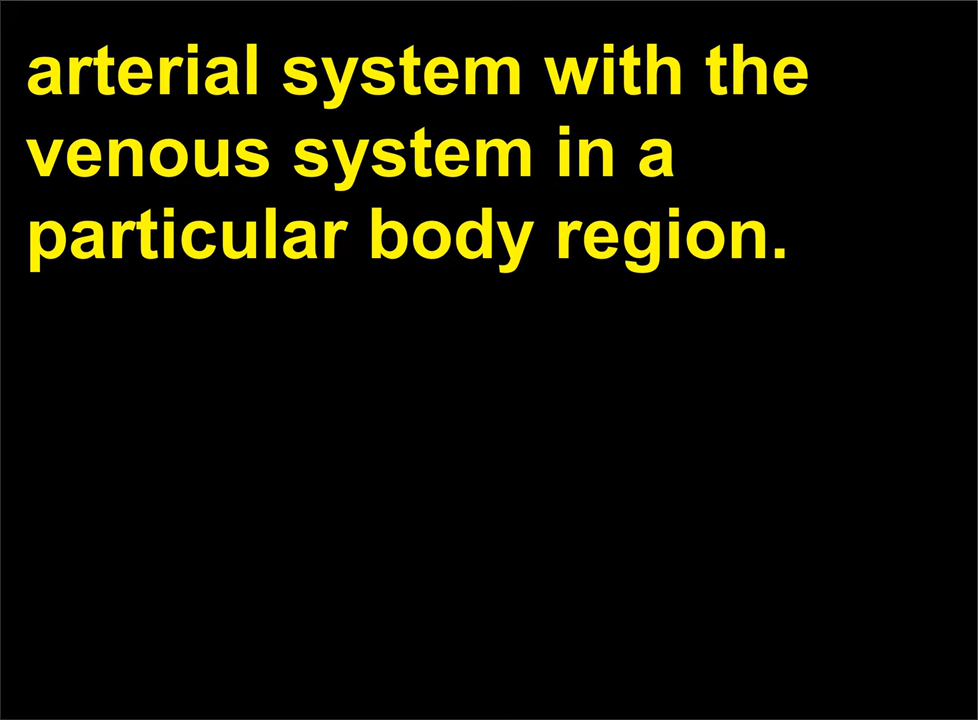 arterial system with the
venous system in a
particular body region.